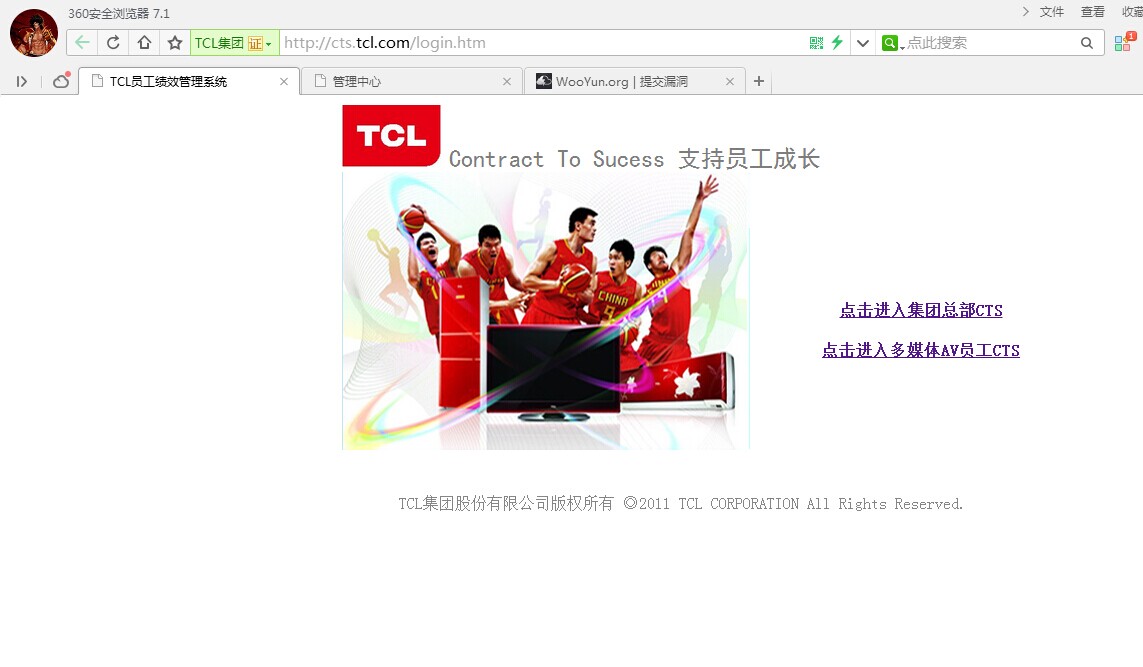 360安全浏览器 7.1
文件 查看 收藏
TCL集团 证 http://cts.tcl.com/login.htm 点此搜索 1
TCL员工绩效管理系统 管理中心 WooYun.org | 提交漏洞
TCL
Contract To Sucess 支持员工成长
CHINA
CHINA
9
点击进入集团总部CTS
点击进入多媒体AV员工CTS
TCL集团股份有限公司版权所有 ©2011 TCL CORPORATION All Rights Reserved.